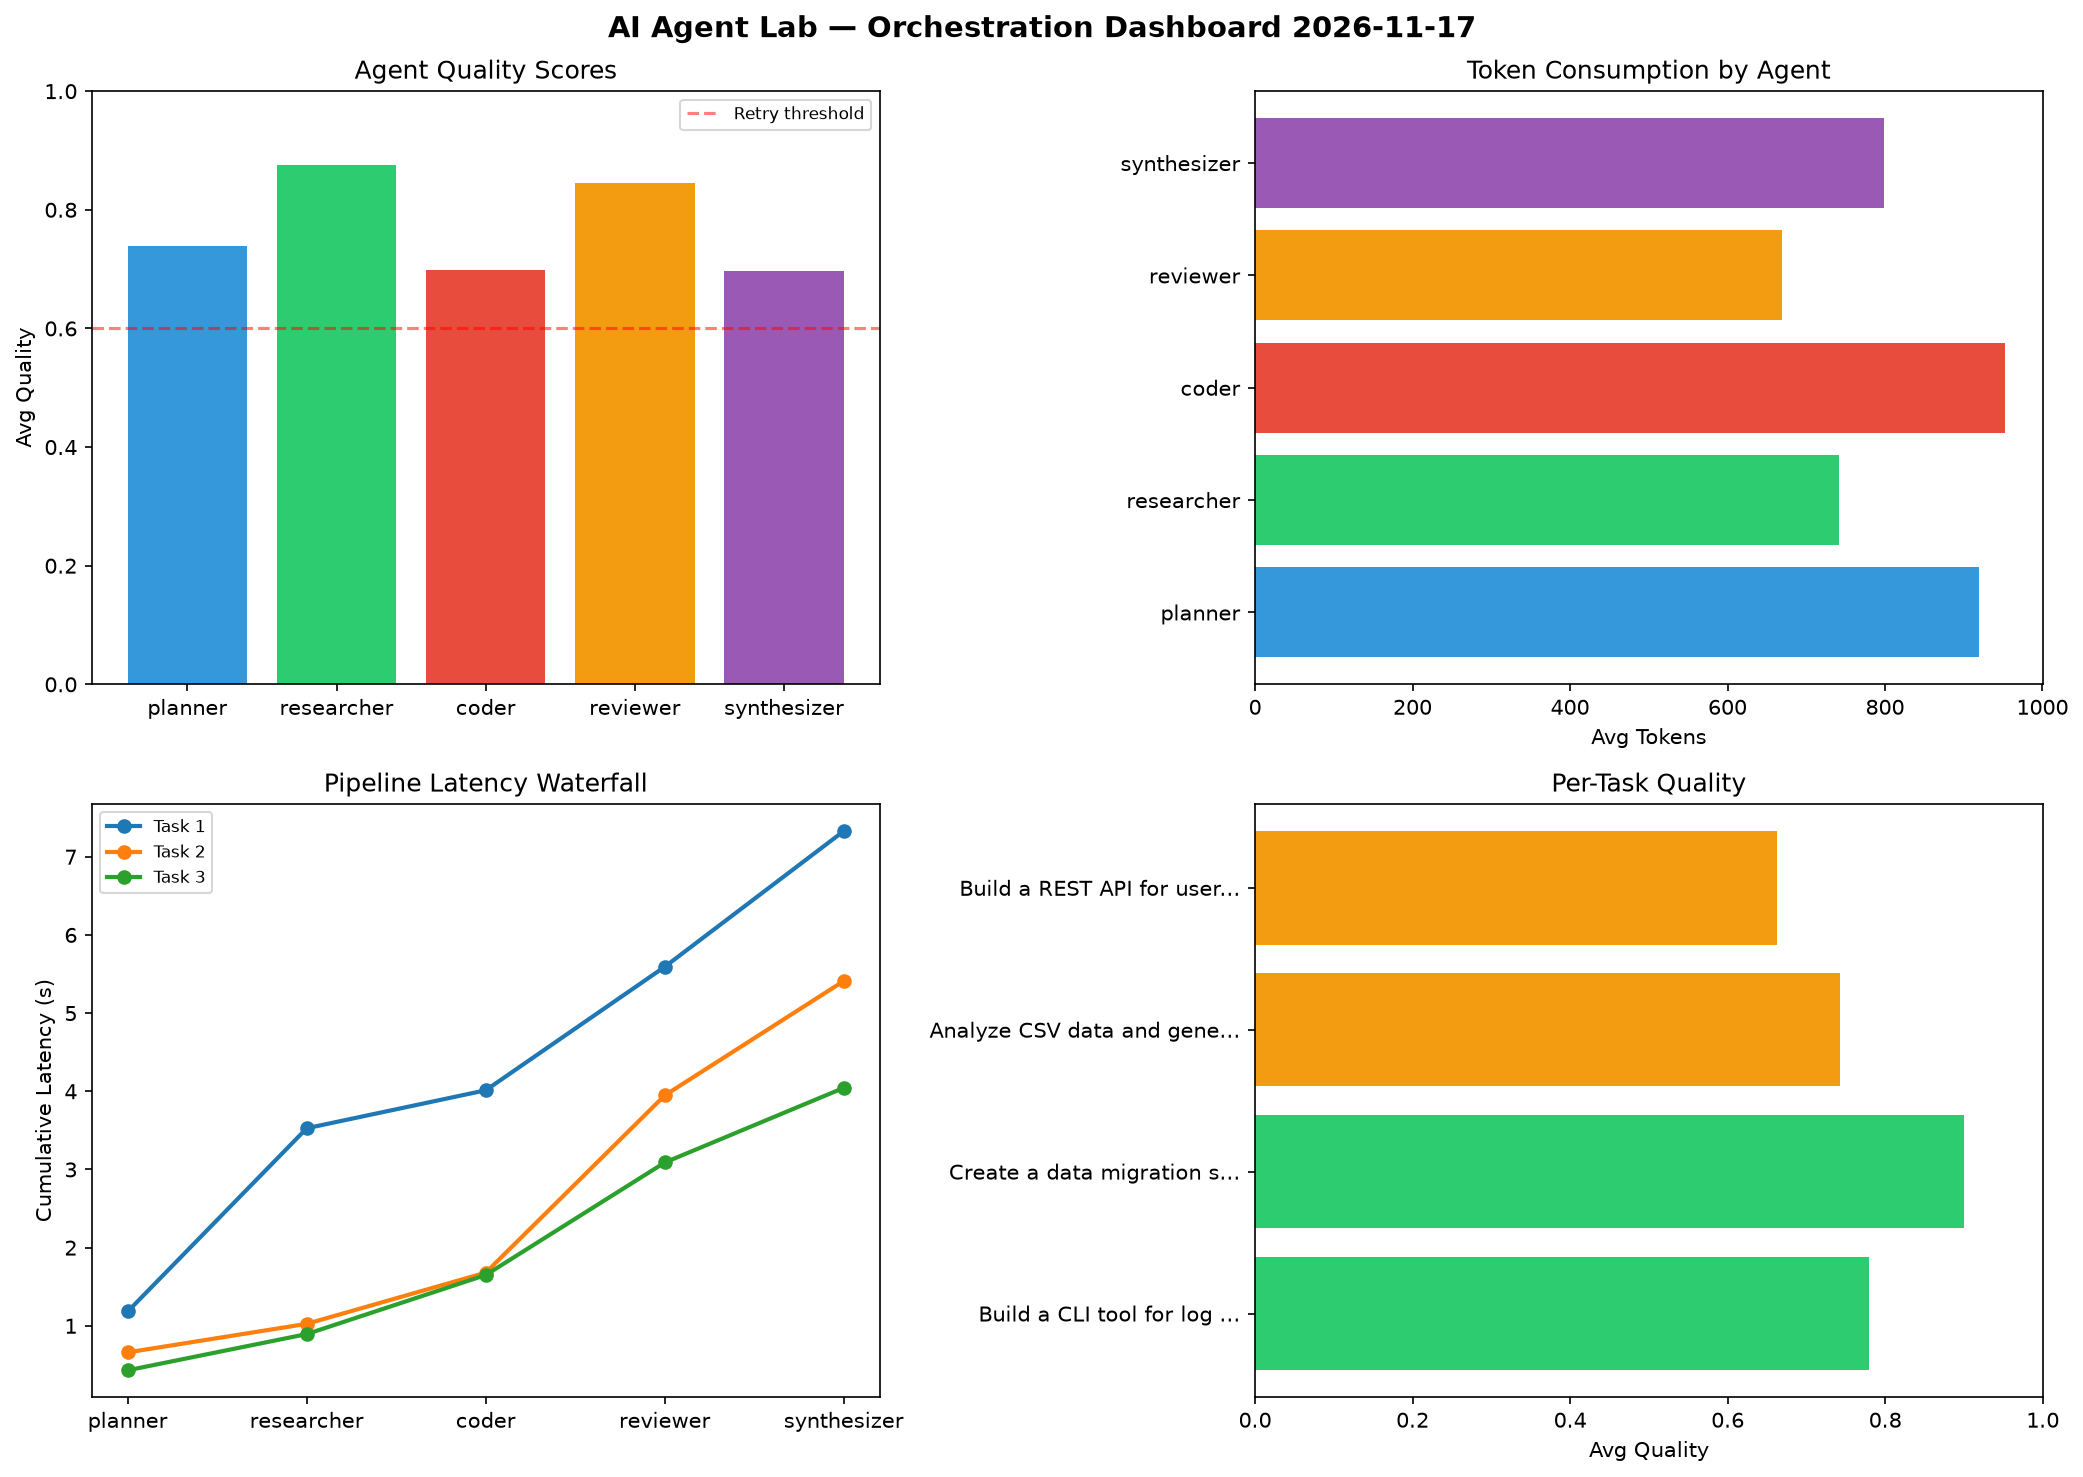 AI Agent Lab — Orchestration Dashboard 2026-11-17
Agent Quality Scores
Retry threshold
Avg Quality
1.0
0.8
0.6
0.4
0.2
0.0
planner researcher coder reviewer synthesizer
Token Consumption by Agent
synthesizer
reviewer
coder
researcher
planner
0 200 400 600 800 1000
Avg Tokens
Pipeline Latency Waterfall
Task 1
Task 2
Task 3
Cumulative Latency (s)
7
6
5
4
3
2
1
planner researcher coder reviewer synthesizer
Per-Task Quality
Build a REST API for user...
Analyze CSV data and gene...
Create a data migration s...
Build a CLI tool for log ...
0.0 0.2 0.4 0.6 0.8 1.0
Avg Quality